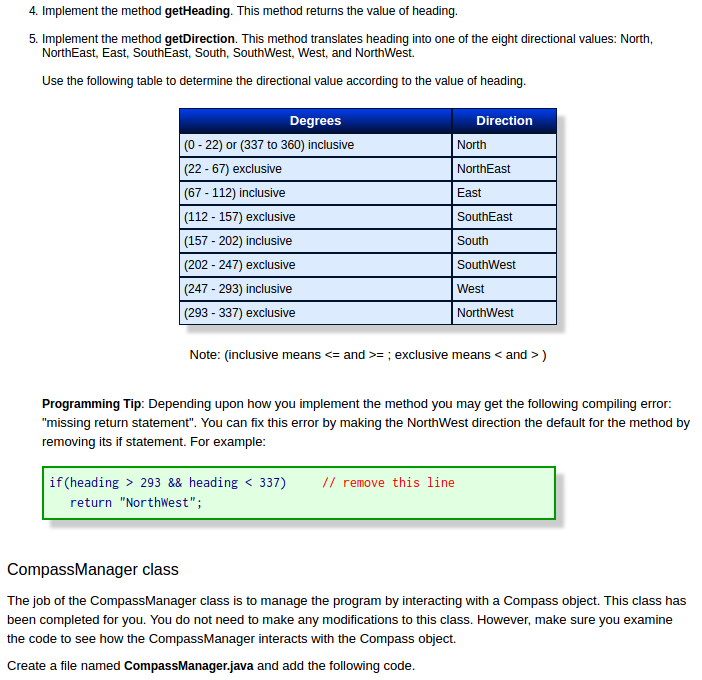 4. Implement the method getHeading. This method returns the value of heading.
5. Implement the method getDirection. This method translates heading into one of the eight directional values: North,
NorthEast, East, SouthEast, South, SouthWest, West, and NorthWest.
Use the following table to determine the directional value according to the value of heading.
Degrees Direction
(0 - 22) or (337 to 360) inclusive North
(22 - 67) exclusive NorthEast
(67 - 112) inclusive East
(112 - 157) exclusive SouthEast
(157 - 202) inclusive South
(202 - 247) exclusive SouthWest
(247 - 293) inclusive West
(293 - 337) exclusive NorthWest
Note: (inclusive means <= and >= ; exclusive means < and > )
Programming Tip: Depending upon how you implement the method you may get the following compiling error:
"missing return statement". You can fix this error by making the NorthWest direction the default for the method by
removing its if statement. For example:
if(heading > 293 && heading < 337) // remove this line
return "NorthWest";
CompassManager class
The job of the CompassManager class is to manage the program by interacting with a Compass object. This class has
been completed for you. You do not need to make any modifications to this class. However, make sure you examine
the code to see how the CompassManager interacts with the Compass object.
Create a file named CompassManager.java and add the following code.